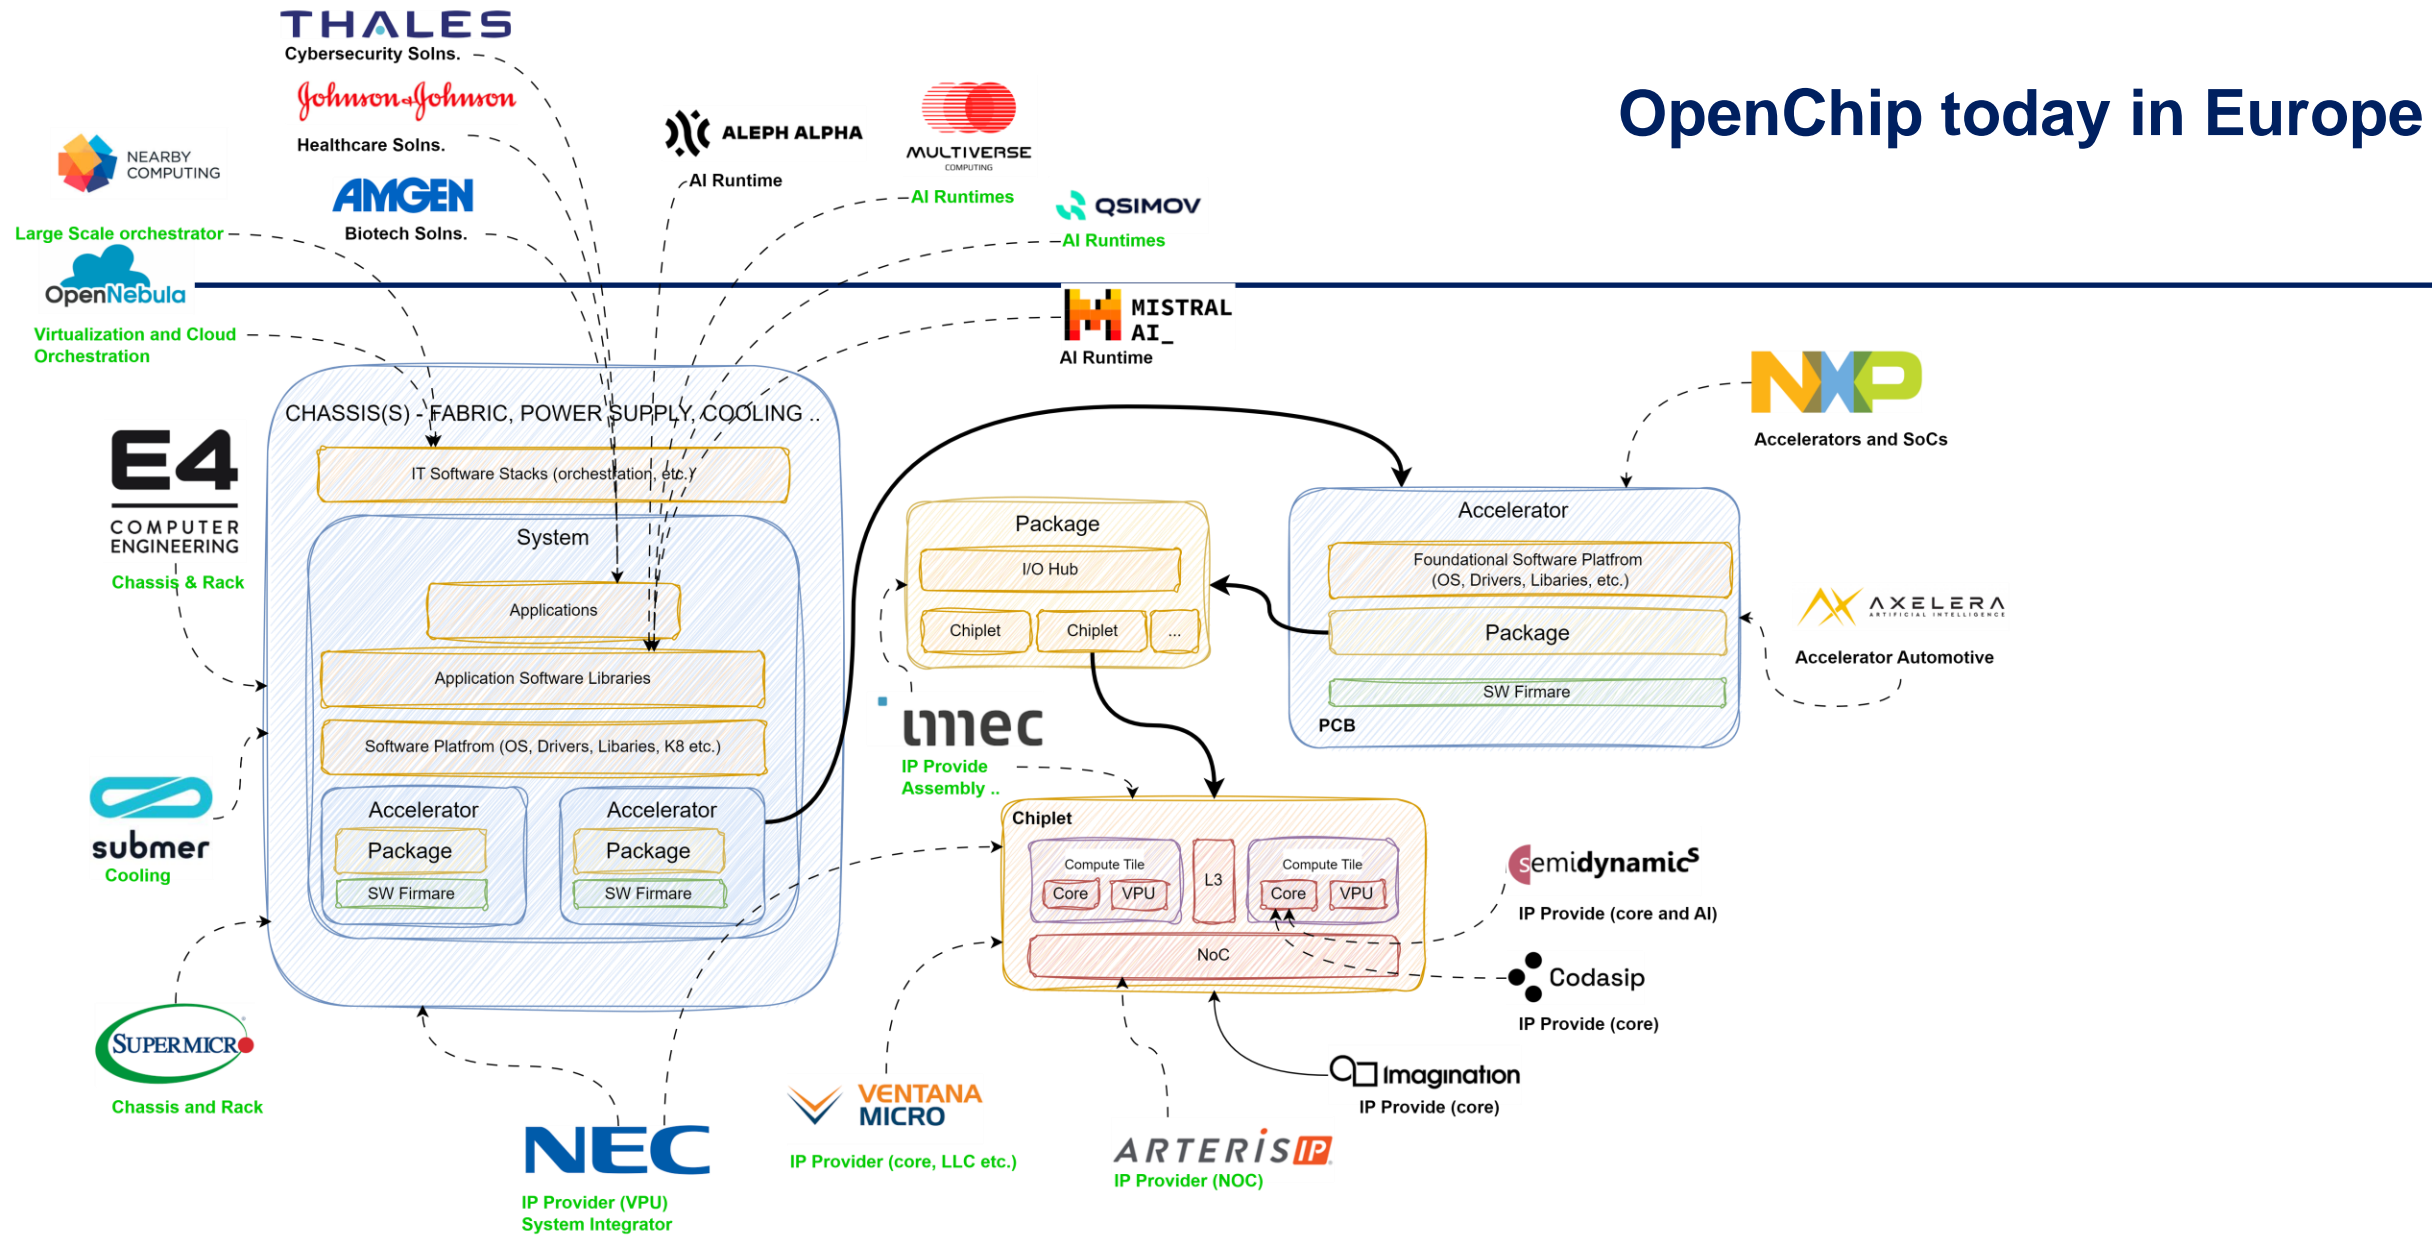 OpenChip today in Europe
THALES
Cybersecurity Solns.
Johnson&Johnson
Healthcare Solns.
AMGEN
Biotech Solns.
NEARBY
COMPUTING
Large Scale orchestrator
OpenNebula
Virtualization and Cloud
Orchestration
ALEPH ALPHA
AI Runtime
MULTIVERSE
COMPUTING
AI Runtimes
QSIMOV
AI Runtimes
MISTRAL
AI_
AI Runtime
E4
COMPUTER
ENGINEERING
Chassis & Rack
submer
Cooling
SUPERMICRO
Chassis and Rack
CHASSIS(S) - FABRIC, POWER SUPPLY, COOLING ..
IT Software Stacks (orchestration, etc.)
System
Applications
Application Software Libraries
Software Platfrom (OS, Drivers, Libaries, K8 etc.)
Accelerator
Package
SW Firmare
Accelerator
Package
SW Firmare
NEC
IP Provider (VPU)
System Integrator
Package
I/O Hub
Chiplet
Chiplet
...
imec
IP Provide
Assembly ..
NXP
Accelerators and SoCs
Accelerator
Foundational Software Platfrom
(OS, Drivers, Libaries, etc.)
Package
SW Firmare
PCB
AXELERA
ARTIFICIAL INTELLIGENCE
Accelerator Automotive
Chiplet
Compute Tile
Core
VPU
L3
Compute Tile
Core
VPU
NoC
semidynamics
IP Provide (core and AI)
Codasip
IP Provide (core)
Imagination
IP Provide (core)
VENTANA
MICRO
IP Provider (core, LLC etc.)
ARTERIS IP
IP Provider (NOC)